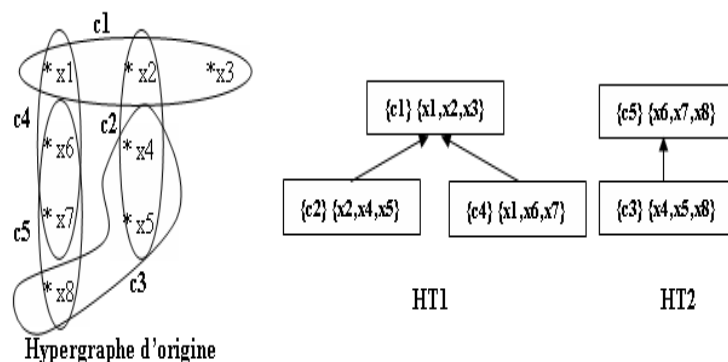 c1
* x1 * x2 * x3
c4 c2
* x6 * x4
* x7 * x5
c5
c3
* x8
Hypergraphe d'origine
{c1} {x1,x2,x3}
{c2} {x2,x4,x5}
{c4} {x1,x6,x7}
HT1
{c5} {x6,x7,x8}
{c3} {x4,x5,x8}
HT2